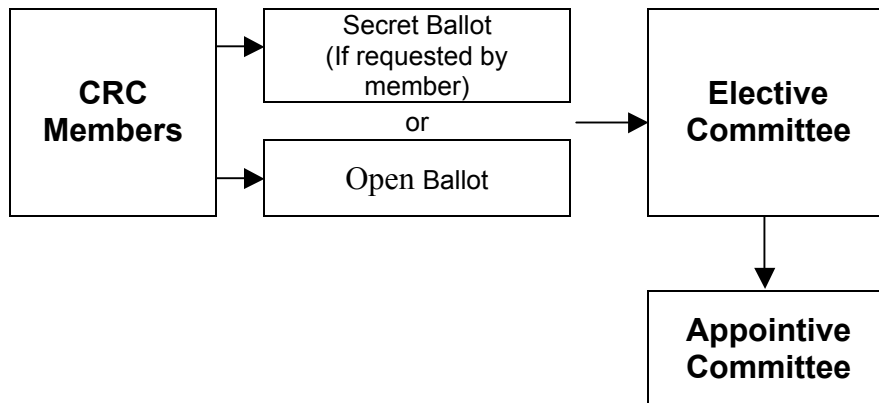 CRC
Members
Secret Ballot
(If requested by
member)
or
Open Ballot
Elective
Committee
Appointive
Committee